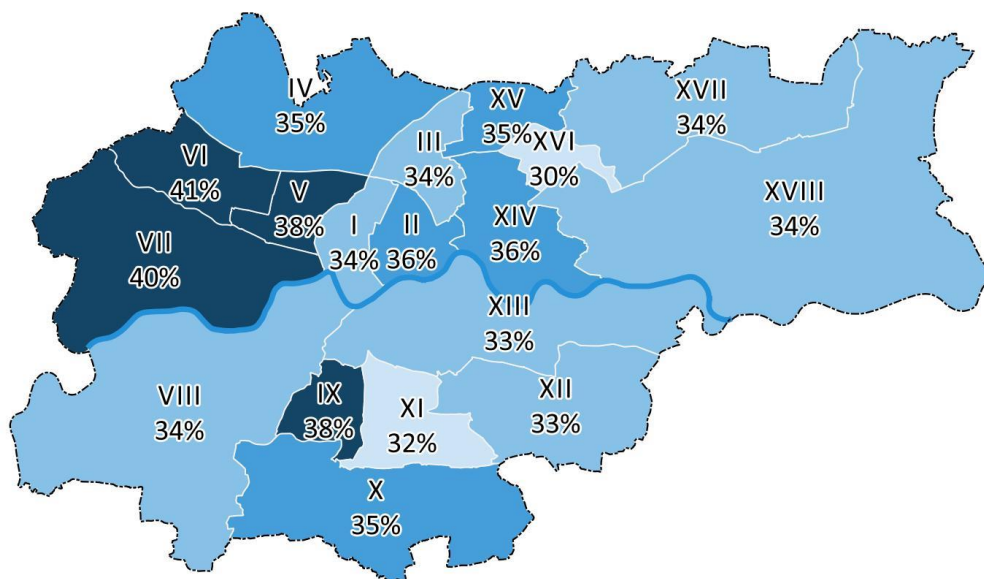 IV
35%
XV
35%
XVII
34%
III
34%
XVI
30%
VI
41%
V
38%
I
34%
II
36%
XIV
36%
XVIII
34%
VII
40%
XIII
33%
VIII
34%
IX
38%
XI
32%
XII
33%
X
35%